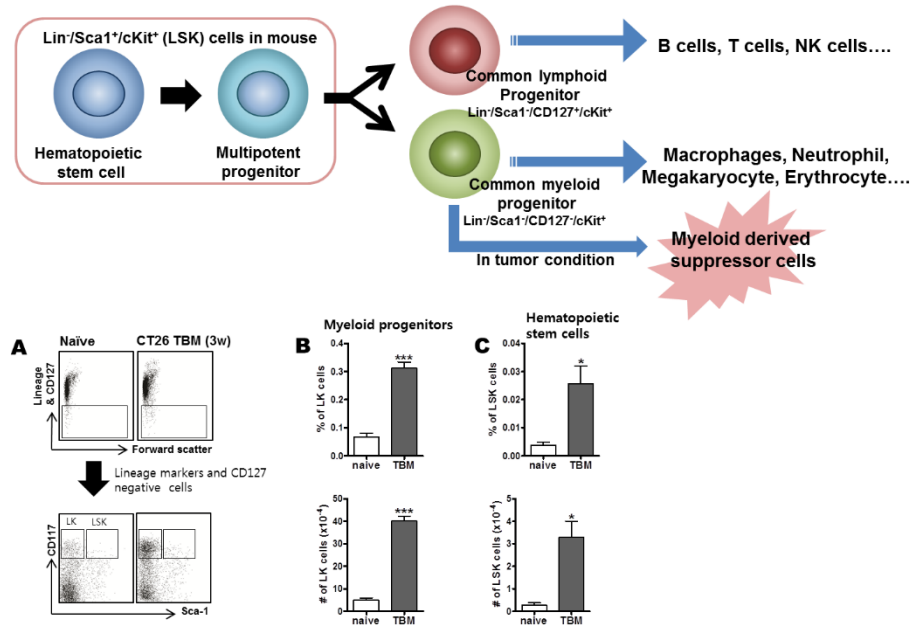 Lin⁻/Sca1⁺/cKit⁺ (LSK) cells in mouse
Hematopoietic
stem cell
Multipotent
progenitor
Common lymphoid
Progenitor
Lin⁻/Sca1⁻/CD127⁺/cKit⁺
B cells, T cells, NK cells….
Common myeloid
progenitor
Lin⁻/Sca1⁻/CD127⁻/cKit⁺
Macrophages, Neutrophil,
Megakaryocyte, Erythrocyte….
In tumor condition
Myeloid derived
suppressor cells
A
Naïve
CT26 TBM (3w)
Lineage
& CD127
Forward scatter
Lineage markers and CD127
negative cells
LK
LSK
CD117
Sca-1
B
Myeloid progenitors
% of LK cells
0.4
0.3
0.2
0.1
0.0
***
naive
TBM
# of LK cells (x10⁻⁴)
50
40
30
20
10
0
***
naive
TBM
C
Hematopoietic
stem cells
% of LSK cells
0.04
0.03
0.02
0.01
0.00
*
naive
TBM
# of LSK cells (x10⁻⁴)
5
4
3
2
1
0
*
naive
TBM